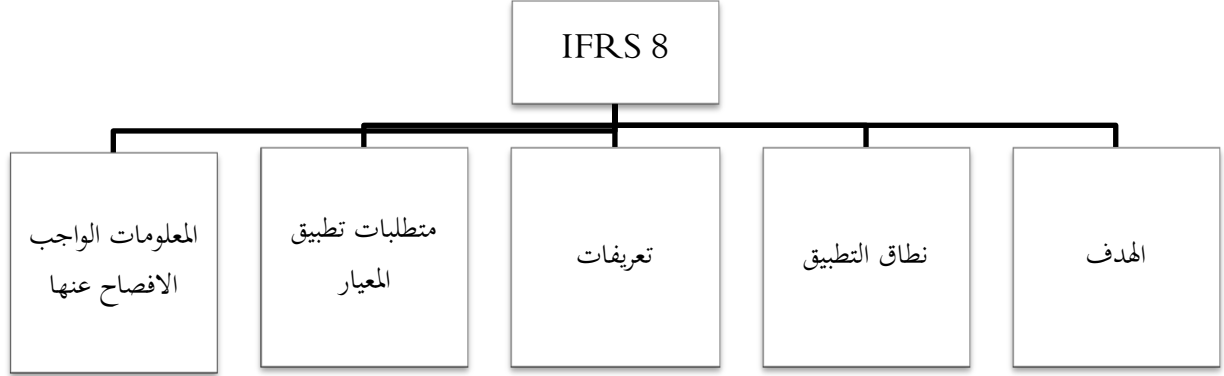 IFRS 8
الهدف
نطاق التطبيق
تعريفات
متطلبات تطبيق
المعيار
المعلومات الواجب
الافصاح عنها